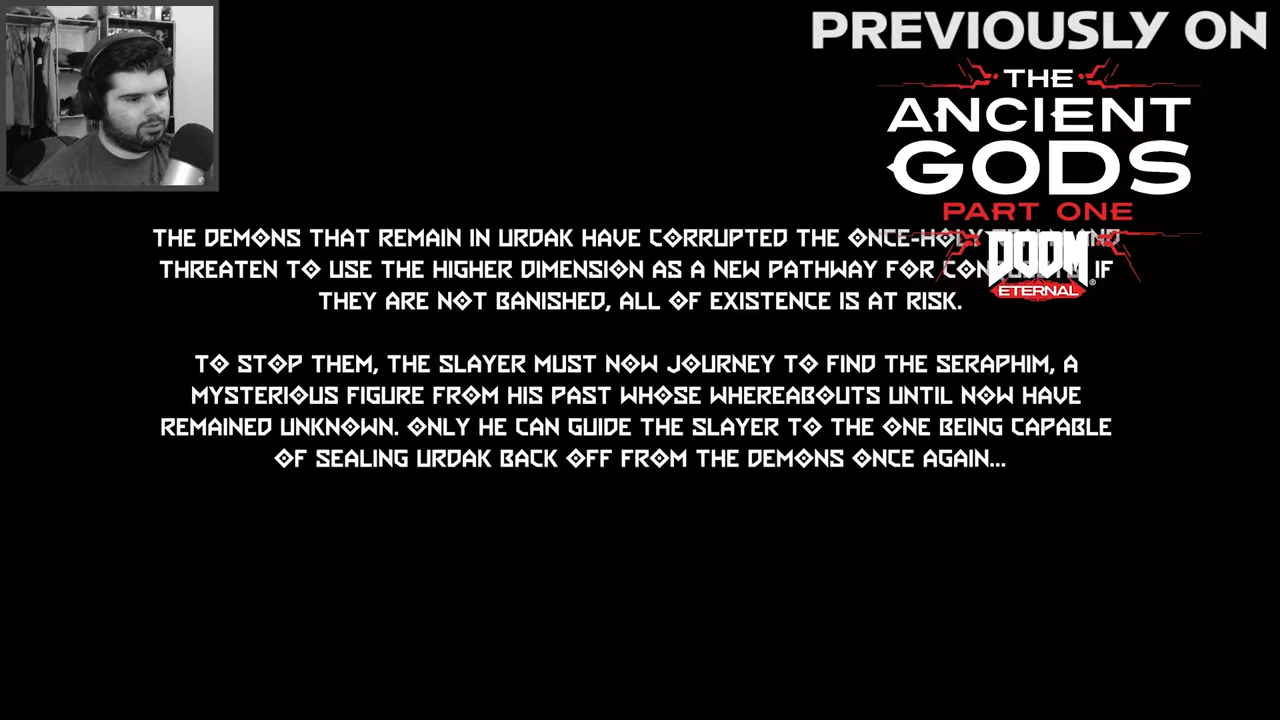 PREVIOUSLY ON
THE
ANCIENT
GODS
PART ONE
DOOM
ETERNAL
THE DEMONS THAT REMAIN IN URDAK HAVE CORRUPTED THE ONCE-HOLY
THREATEN TO USE THE HIGHER DIMENSION AS A NEW PATHWAY FOR IF
THEY ARE NOT BANISHED, ALL OF EXISTENCE IS AT RISK.
TO STOP THEM, THE SLAYER MUST NOW JOURNEY TO FIND THE SERAPHIM, A
MYSTERIOUS FIGURE FROM HIS PAST WHOSE WHEREABOUTS UNTIL NOW HAVE
REMAINED UNKNOWN. ONLY HE CAN GUIDE THE SLAYER TO THE ONE BEING CAPABLE
OF SEALING URDAK BACK OFF FROM THE DEMONS ONCE AGAIN...